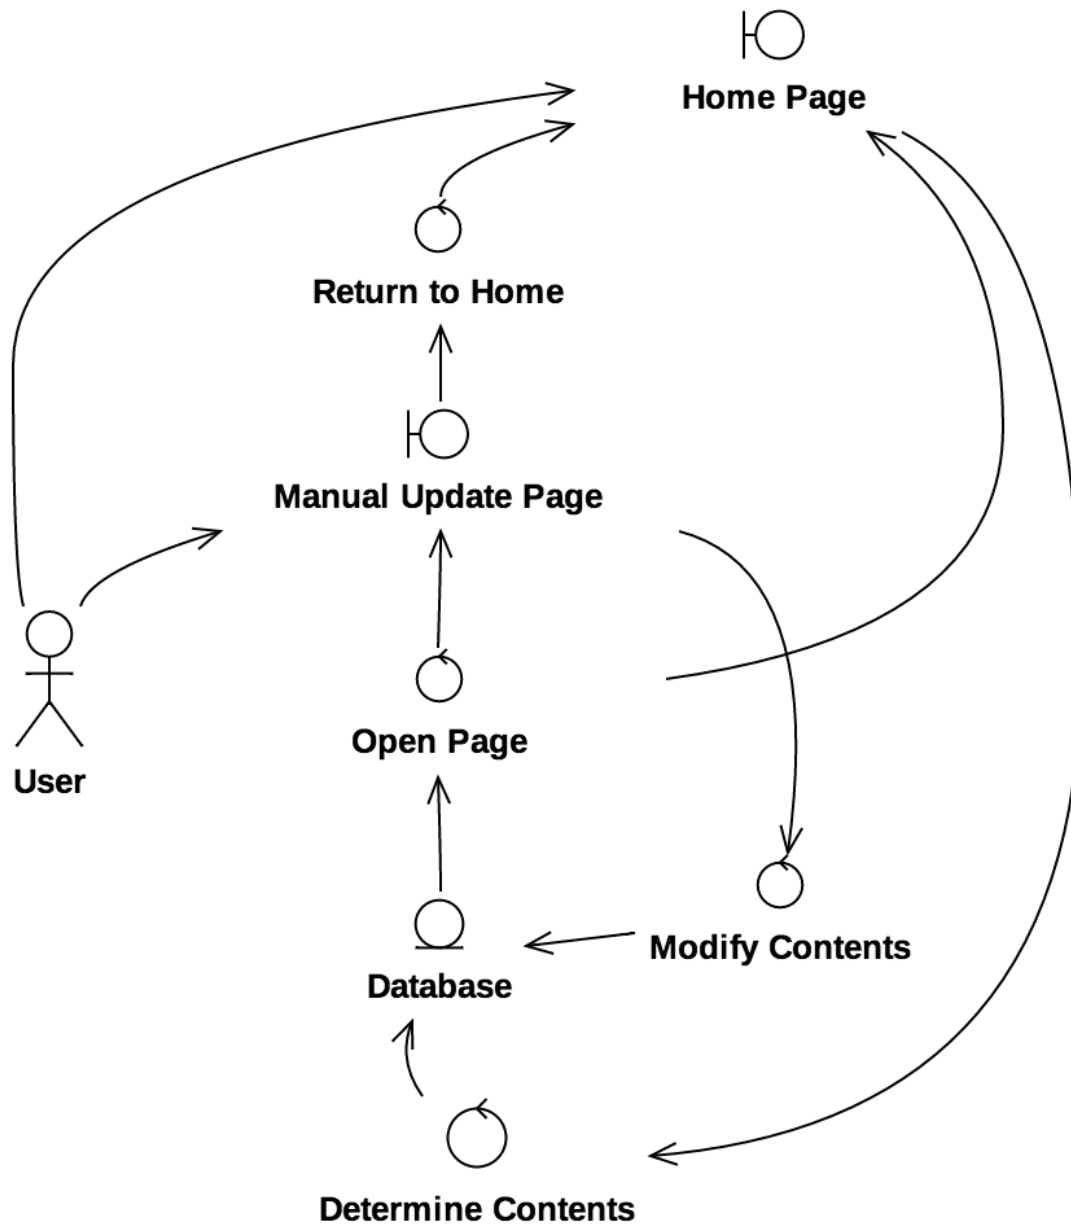 Home Page
Return to Home
Manual Update Page
Open Page
User
Modify Contents
Database
Determine Contents